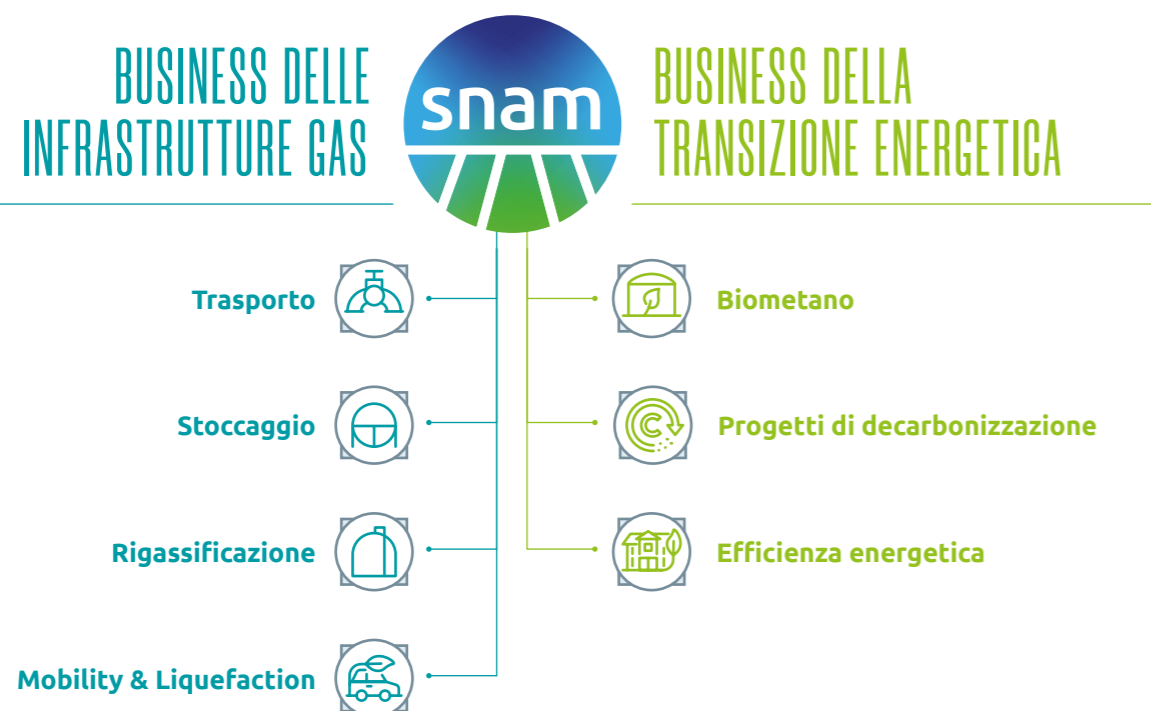 BUSINESS DELLE
INFRASTRUTTURE GAS
snam
BUSINESS DELLA
TRANSIZIONE ENERGETICA
Trasporto
Stoccaggio
Rigassificazione
Mobility & Liquefaction
Biometano
C
Progetti di decarbonizzazione
Efficienza energetica